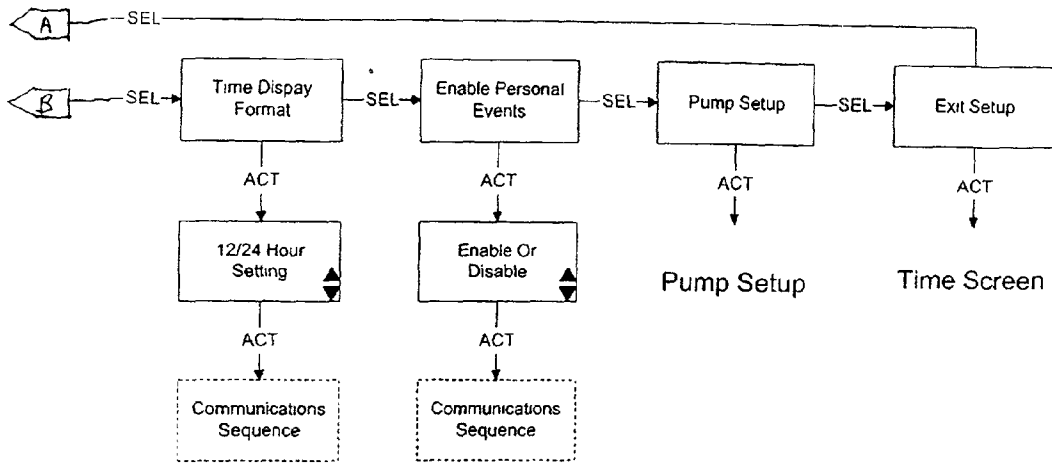 A
SEL
B
SEL
Time Dispay
Format
SEL
Enable Personal
Events
SEL
Pump Setup
SEL
Exit Setup
ACT
ACT
ACT
ACT
12/24 Hour
Setting
Enable Or
Disable
Pump Setup
Time Screen
ACT
ACT
Communications
Sequence
Communications
Sequence